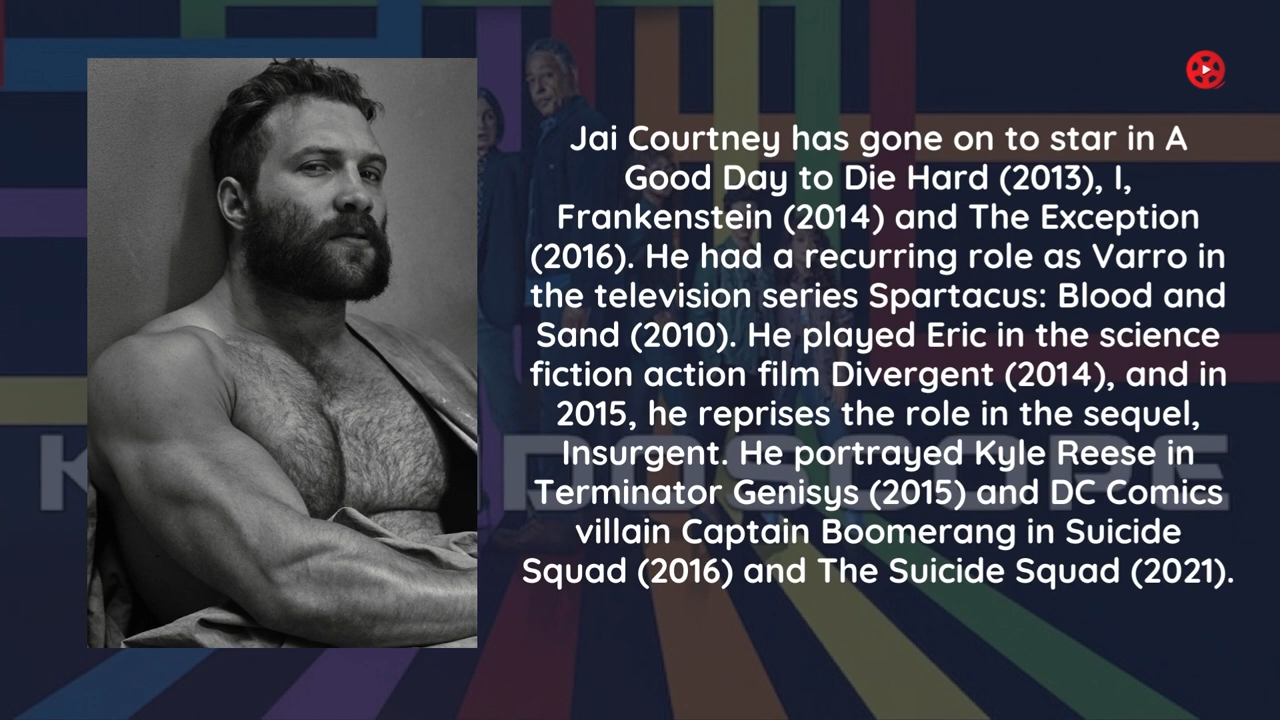 Jai Courtney has gone on to star in A
Good Day to Die Hard (2013), I,
Frankenstein (2014) and The Exception
(2016). He had a recurring role as Varro in
the television series Spartacus: Blood and
Sand (2010). He played Eric in the science
fiction action film Divergent (2014), and in
2015, he reprises the role in the sequel,
Insurgent. He portrayed Kyle Reese in
Terminator Genisys (2015) and DC Comics
villain Captain Boomerang in Suicide
Squad (2016) and The Suicide Squad (2021).